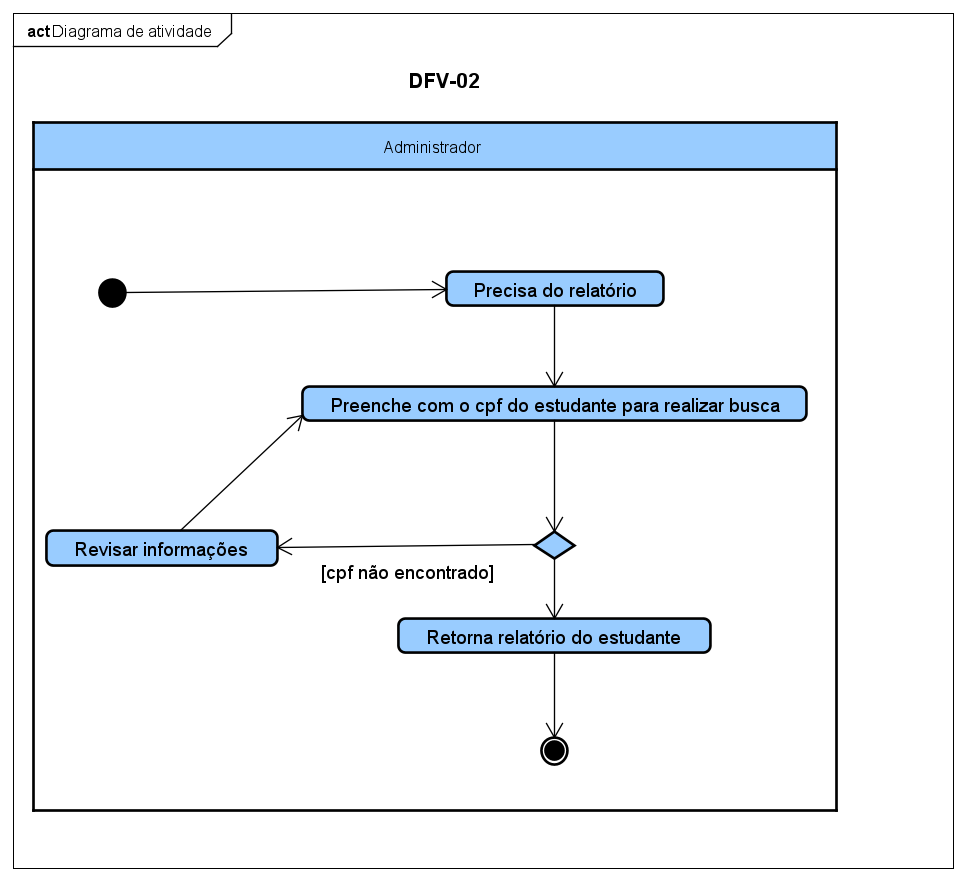 act Diagrama de atividade
DFV-02
Administrador
Precisa do relatório
Preenche com o cpf do estudante para realizar busca
Revisar informações
[cpf não encontrado]
Retorna relatório do estudante